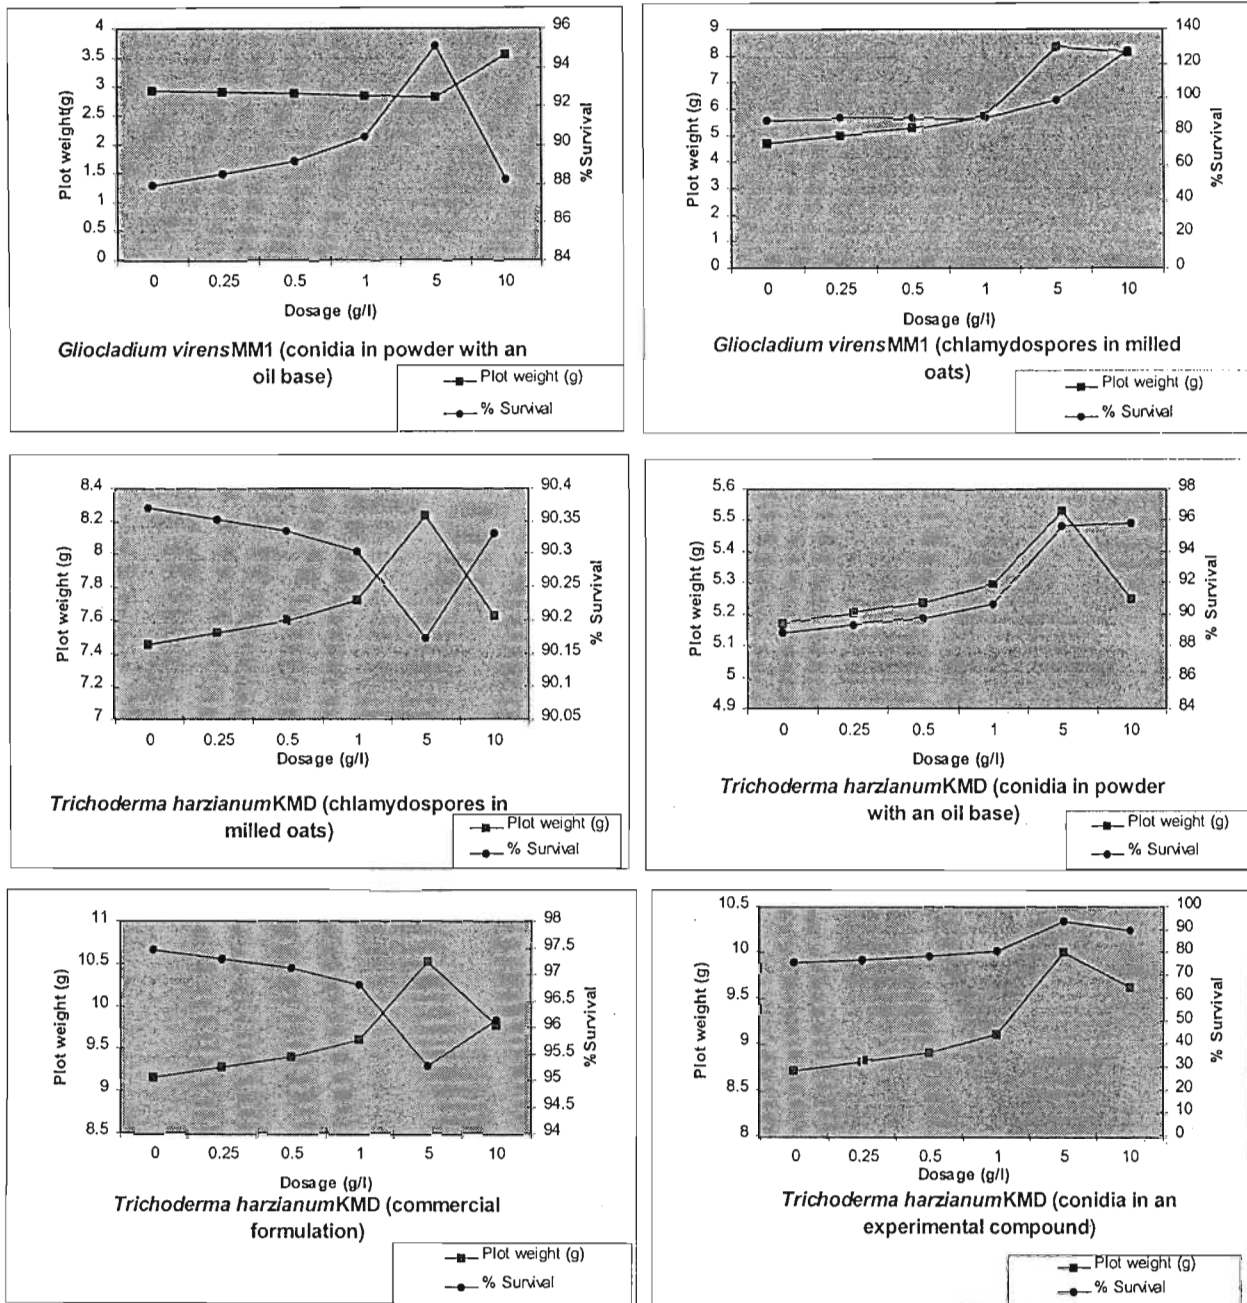 4
3.5
3
2.5
2
1.5
1
0.5
0
Plot weight(g)
96
94
92
90
88
86
84
%Survival
0 0.25 0.5 1 5 10
Dosage (g/l)
Gliocladium virensMM1 (conidia in powder with an
oil base)
Plot weight (g)
% Survival
9
8
7
6
5
4
3
2
1
0
Plot weight (g)
140
120
100
80
60
40
20
0
%Survival
0 0.25 0.5 1 5 10
Dosage (g/l)
Gliocladium virensMM1 (chlamydospores in milled
oats)
Plot weight (g)
% Survival
8.4
8.2
8
7.8
7.6
7.4
7.2
7
Plot weight (g)
90.4
90.35
90.3
90.25
90.2
90.15
90.1
90.05
% Survival
0 0.25 0.5 1 5 10
Dosage (g/l)
Trichoderma harzianumKMD (chlamydospores in
milled oats)
Plot weight (g)
% Survival
5.6
5.5
5.4
5.3
5.2
5.1
5
4.9
Plot weight (g)
98
96
94
92
90
88
86
84
% Survival
0 0.25 0.5 1 5 10
Dosage (g/l)
Trichoderma harzianumKMD (conidia in powder
with an oil base)
Plot weight (g)
% Survival
11
10.5
10
9.5
9
8.5
Plot weight (g)
98
97.5
97
96.5
96
95.5
95
94.5
94
%Survival
0 0.25 0.5 1 5 10
Dosage (g/l)
Trichoderma harzianumKMD (commercial
formulation)
Plot weight (g)
% Survival
10.5
10
9.5
9
8.5
8
Plot weight (g)
100
90
80
70
60
50
40
30
20
10
0
% Survival
0 0.25 0.5 1 5 10
Dosage (g/l)
Trichoderma harzianumKMD (conidia in an
experimental compound)
Plot weight (g)
% Survival